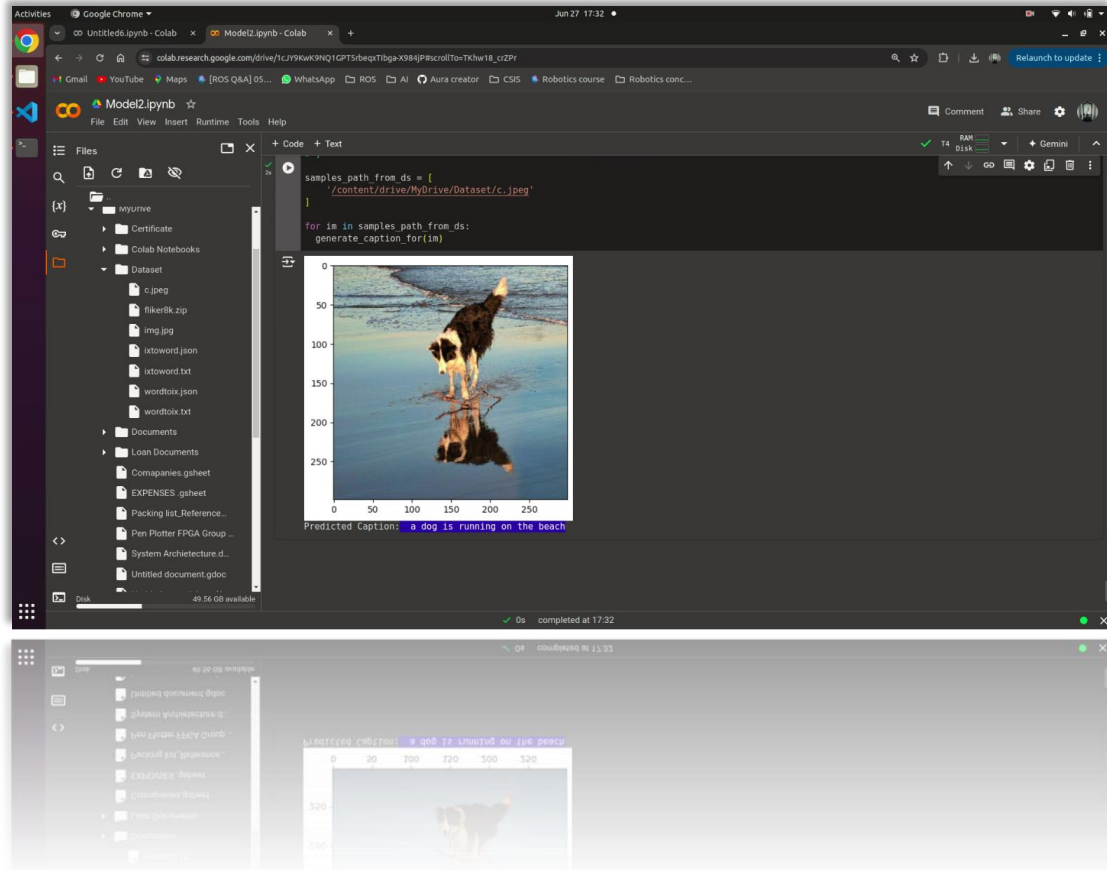 Activities Google Chrome Jun 27 17:32
Untitled6.ipynb - Colab Model2.ipynb - Colab
colab.research.google.com/drive/1cJY9KwK9NQ1GPT5rbeqxTIbga-X984jP#scrollTo=TKhw18_crZPr Relaunch to update
Gmail YouTube Maps [ROS Q&A] 05... WhatsApp ROS AI Aura creator CSIS Robotics course Robotics conc...
Model2.ipynb Comment Share
File Edit View Insert Runtime Tools Help
Files + Code + Text T4 RAM Disk + Gemini
3s
samples_path_from_ds = [
'/content/drive/MyDrive/Dataset/c.jpeg'
]
for im in samples_path_from_ds:
generate_caption_for(im)
{x}
..
MyDrive
Certificate
Colab Notebooks
Dataset
c.jpeg
fliker8k.zip
img.jpg
ixtoword.json
ixtoword.txt
wordtoix.json
wordtoix.txt
Documents
Loan Documents
Comapanies.gsheet
EXPENSES .gsheet
Packing list_Reference...
Pen Plotter FPGA Group ...
System Archietecture.d...
Untitled document.gdoc
Disk 49.56 GB available
0
50
100
150
200
250
0 50 100 150 200 250
Predicted Caption: a dog is running on the beach
0s completed at 17:32